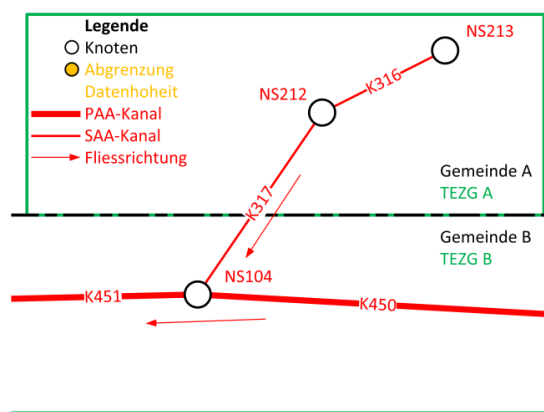 Legende
Knoten
Abgrenzung
Datenhoheit
PAA-Kanal
SAA-Kanal
Fliessrichtung
NS213
K316
NS212
Gemeinde A
TEZG A
K317
Gemeinde B
TEZG B
NS104
K451
K450